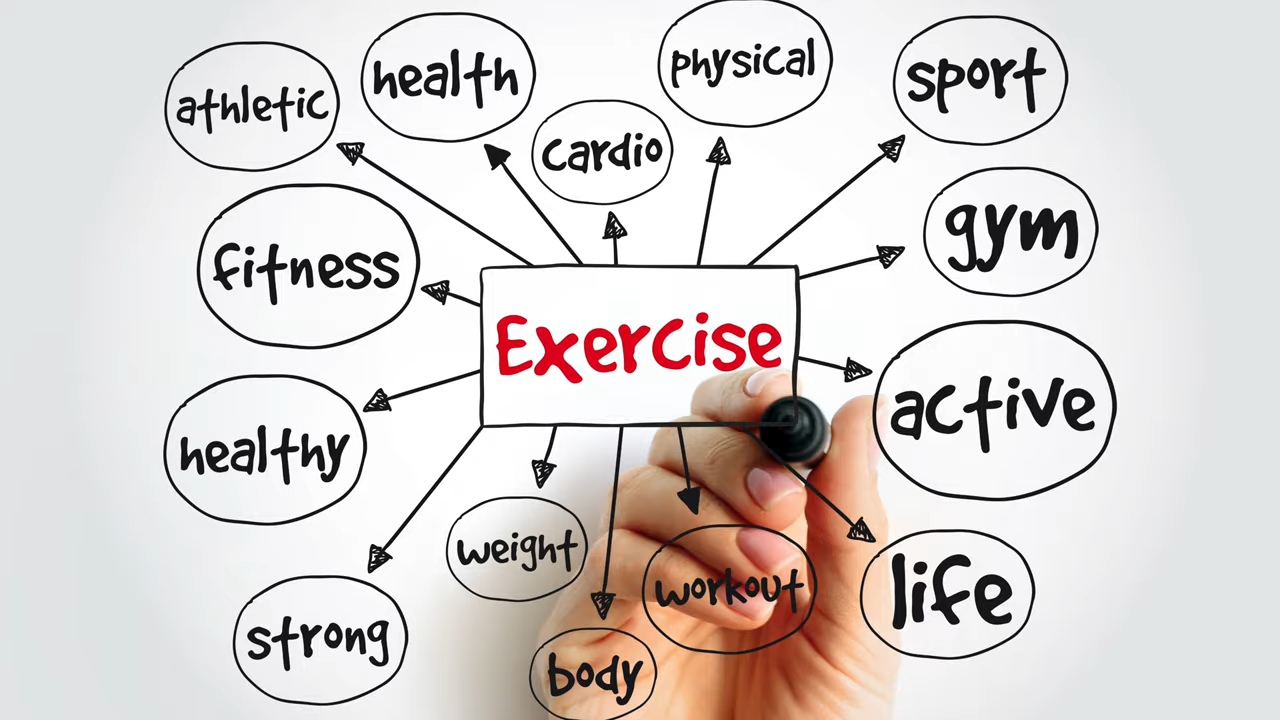 athletic
health
cardio
physical
sport
fitness
gym
Exercise
active
healthy
weight
workout
life
strong
body